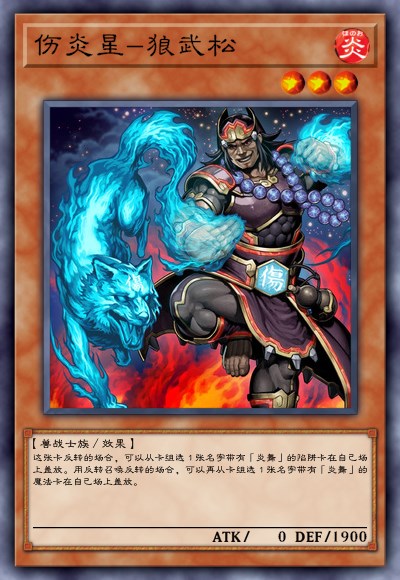 伤炎星-狼武松
ほのお
炎
傷
【兽战士族／效果】
这张卡反转的场合，可以从卡组选1张名字带有「炎舞」的陷阱卡在自己场
上盖放。用反转召唤反转的场合，可以再从卡组选1张名字带有「炎舞」的
魔法卡在自己场上盖放。
ATK/ 0 DEF/1900